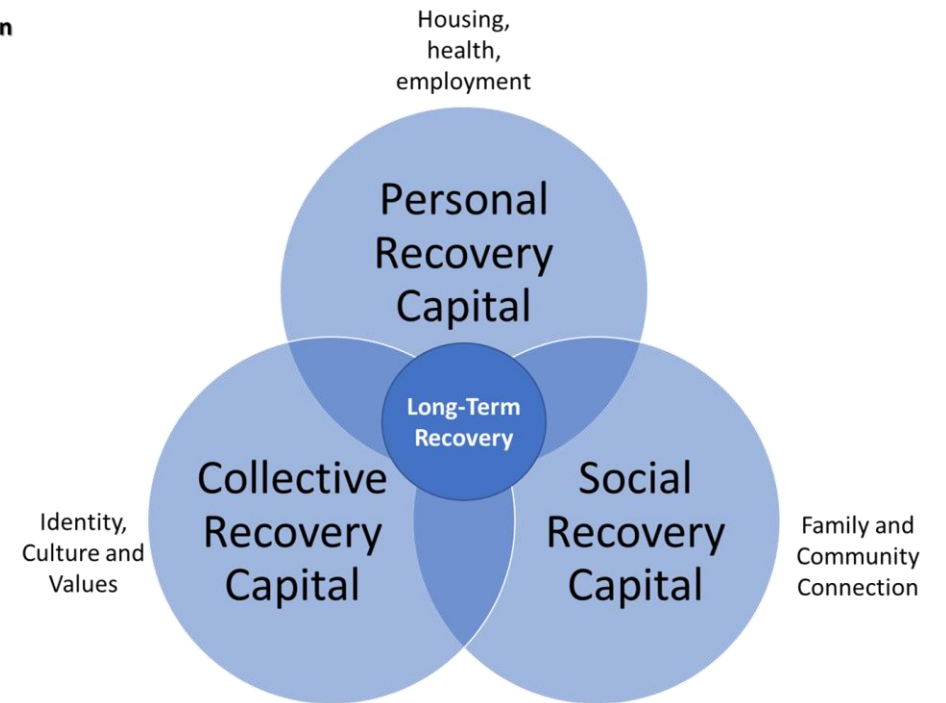 n
Housing,
health,
employment
Personal
Recovery
Capital
Long-Term
Recovery
Collective
Recovery
Capital
Social
Recovery
Capital
Identity,
Culture and
Values
Family and
Community
Connection